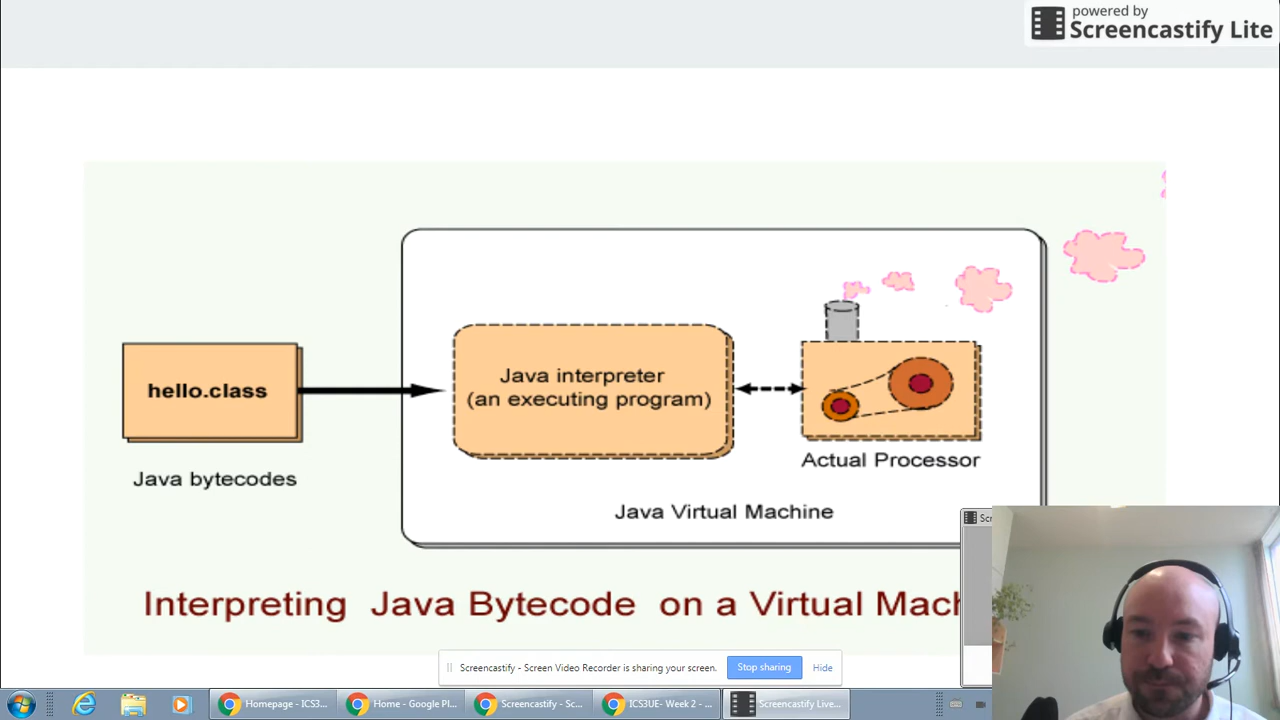 powered by
Screencastify Lite
hello.class
Java interpreter
(an executing program)
Java bytecodes
Actual Processor
Java Virtual Machine
Interpreting Java Bytecode on a Virtual Mach
Scr
Screencastify - Screen Video Recorder is sharing your screen.
Stop sharing
Hide
Homepage - ICS3...
Home - Google Pl...
Screencastify - Sc...
ICS3UE- Week 2 - ...
Screencastify Live...